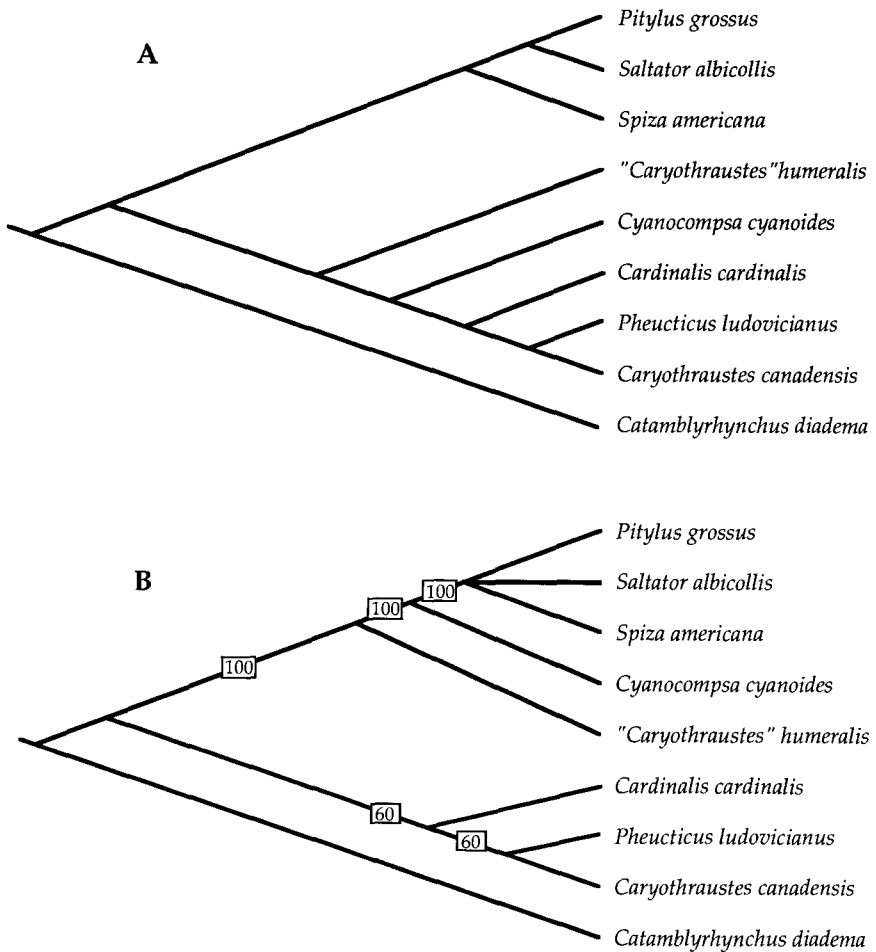 A
Pitylus grossus
Saltator albicollis
Spiza americana
"Caryothraustes"humeralis
Cyanocompsa cyanoides
Cardinalis cardinalis
Pheucticus ludovicianus
Caryothraustes canadensis
Catamblyrhynchus diadema
B
Pitylus grossus
Saltator albicollis
Spiza americana
Cyanocompsa cyanoides
"Caryothraustes" humeralis
Cardinalis cardinalis
Pheucticus ludovicianus
Caryothraustes canadensis
Catamblyrhynchus diadema
100
100
100
60
60